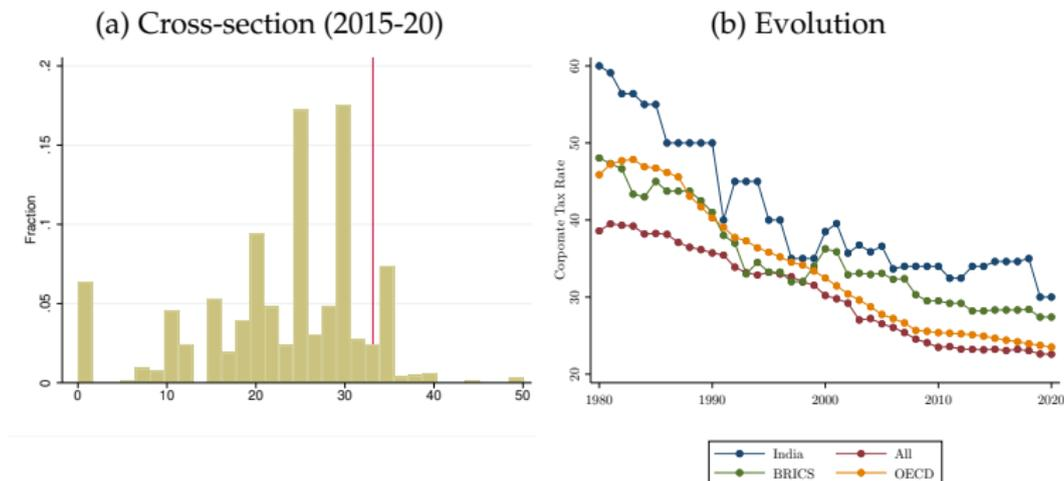 (a) Cross-section (2015-20)
(b) Evolution
.2
.15
.1
.05
0
Fraction
0 10 20 30 40 50
60
50
40
30
20
Corporate Tax Rate
1980 1990 2000 2010 2020
India All
BRICS OECD